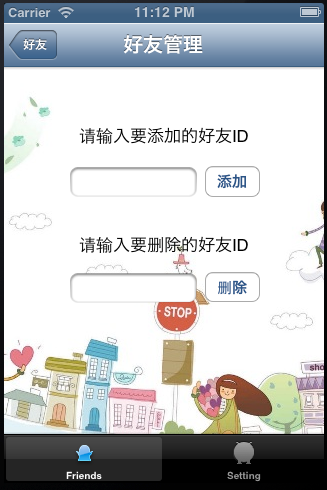 Carrier 11:12 PM
好友 好友管理
请输入要添加的好友ID
添加
请输入要删除的好友ID
删除
STOP
sho
Friends Setting